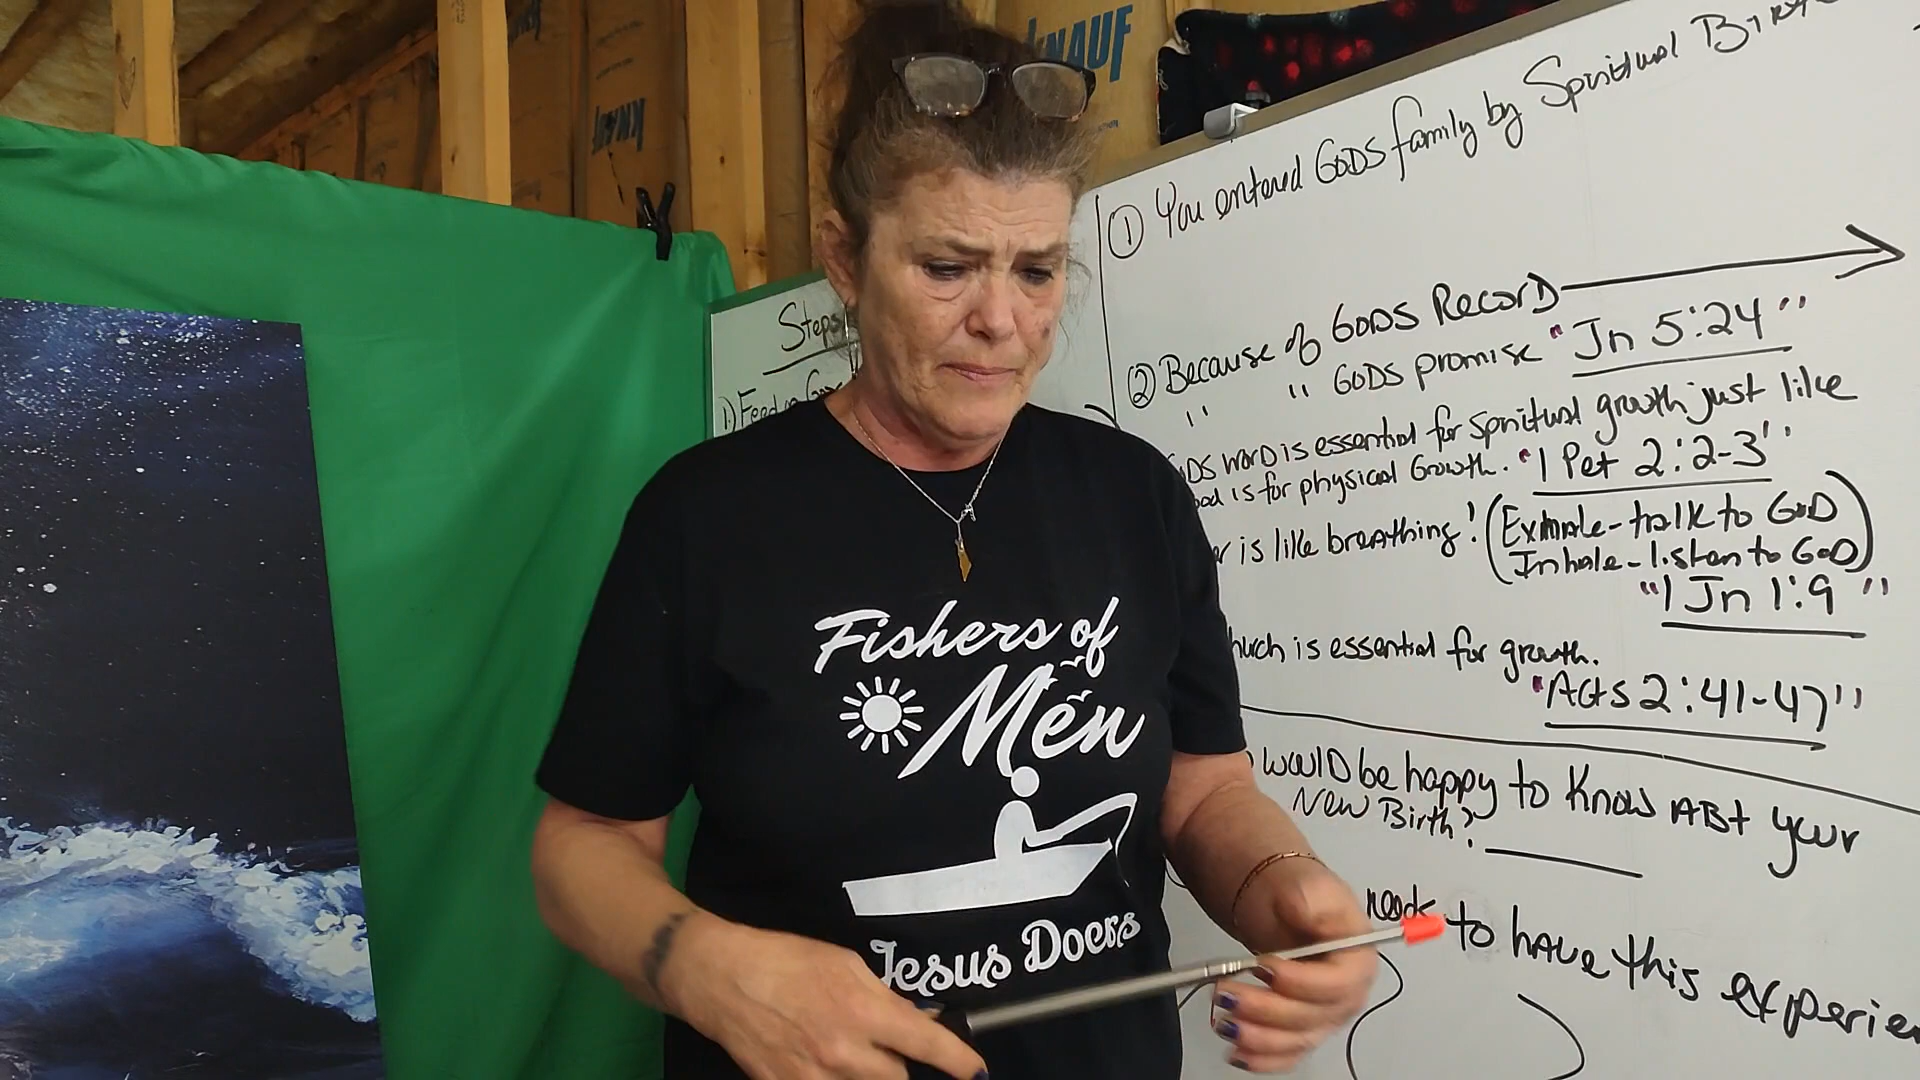 KNAUF
KNAUF
Steps
1.) Feed
① You entered GODS family by Spiritual Birth
② Because of GODS Record
" " GODS promise "Jn 5:24"
GODS WORD is essential for spiritual growth just like
food is for physical Growth. "1 Pet 2:2-3"
is like breathing! (Exhale-talk to GOD
Inhale-listen to GOD)
"1 Jn 1:9"
church is essential for growth.
"Acts 2:41-47"
would be happy to Know ABt your
New Birth?
needs to have this experien
Fishers of
Men
Jesus Doers